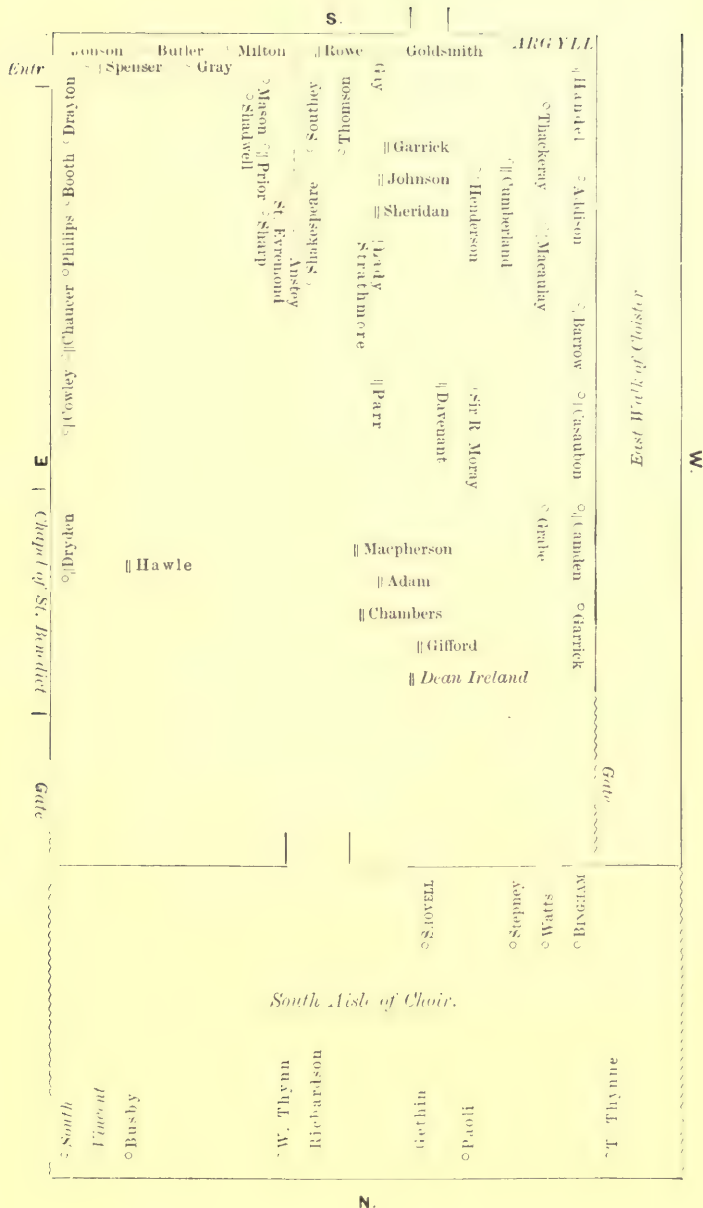 S.
Butler Milton Rowe Goldsmith ARGYLL
Entr
Spenser Gray
Drayton
Booth
Philips
Chaucer
Cowley
Dryden
Mason
Shadwell
Prior
Sharp
St. Evremond
Anstey
Southey
Shakespeare
Thomson
Garrick
Johnson
Sheridan
Lady
Strathmore
Parr
Davenant
Henderson
Sir R. Moray
Cumberland
Thackeray
Macaulay
Grabe
Handel
Addison
Barrow
Casaubon
Camden
Garrick
East Walk of Cloister
W.
E
Chapel of St. Benedict
Hawle
Macpherson
Adam
Chambers
Gifford
Dean Ireland
Gate
Gate
SHOVELL
Stepney
Watts
BINGHAM
South Aisle of Choir.
South
Vincent
Busby
W. Thynn
Richardson
Gethin
Paoli
T Thynne
N.